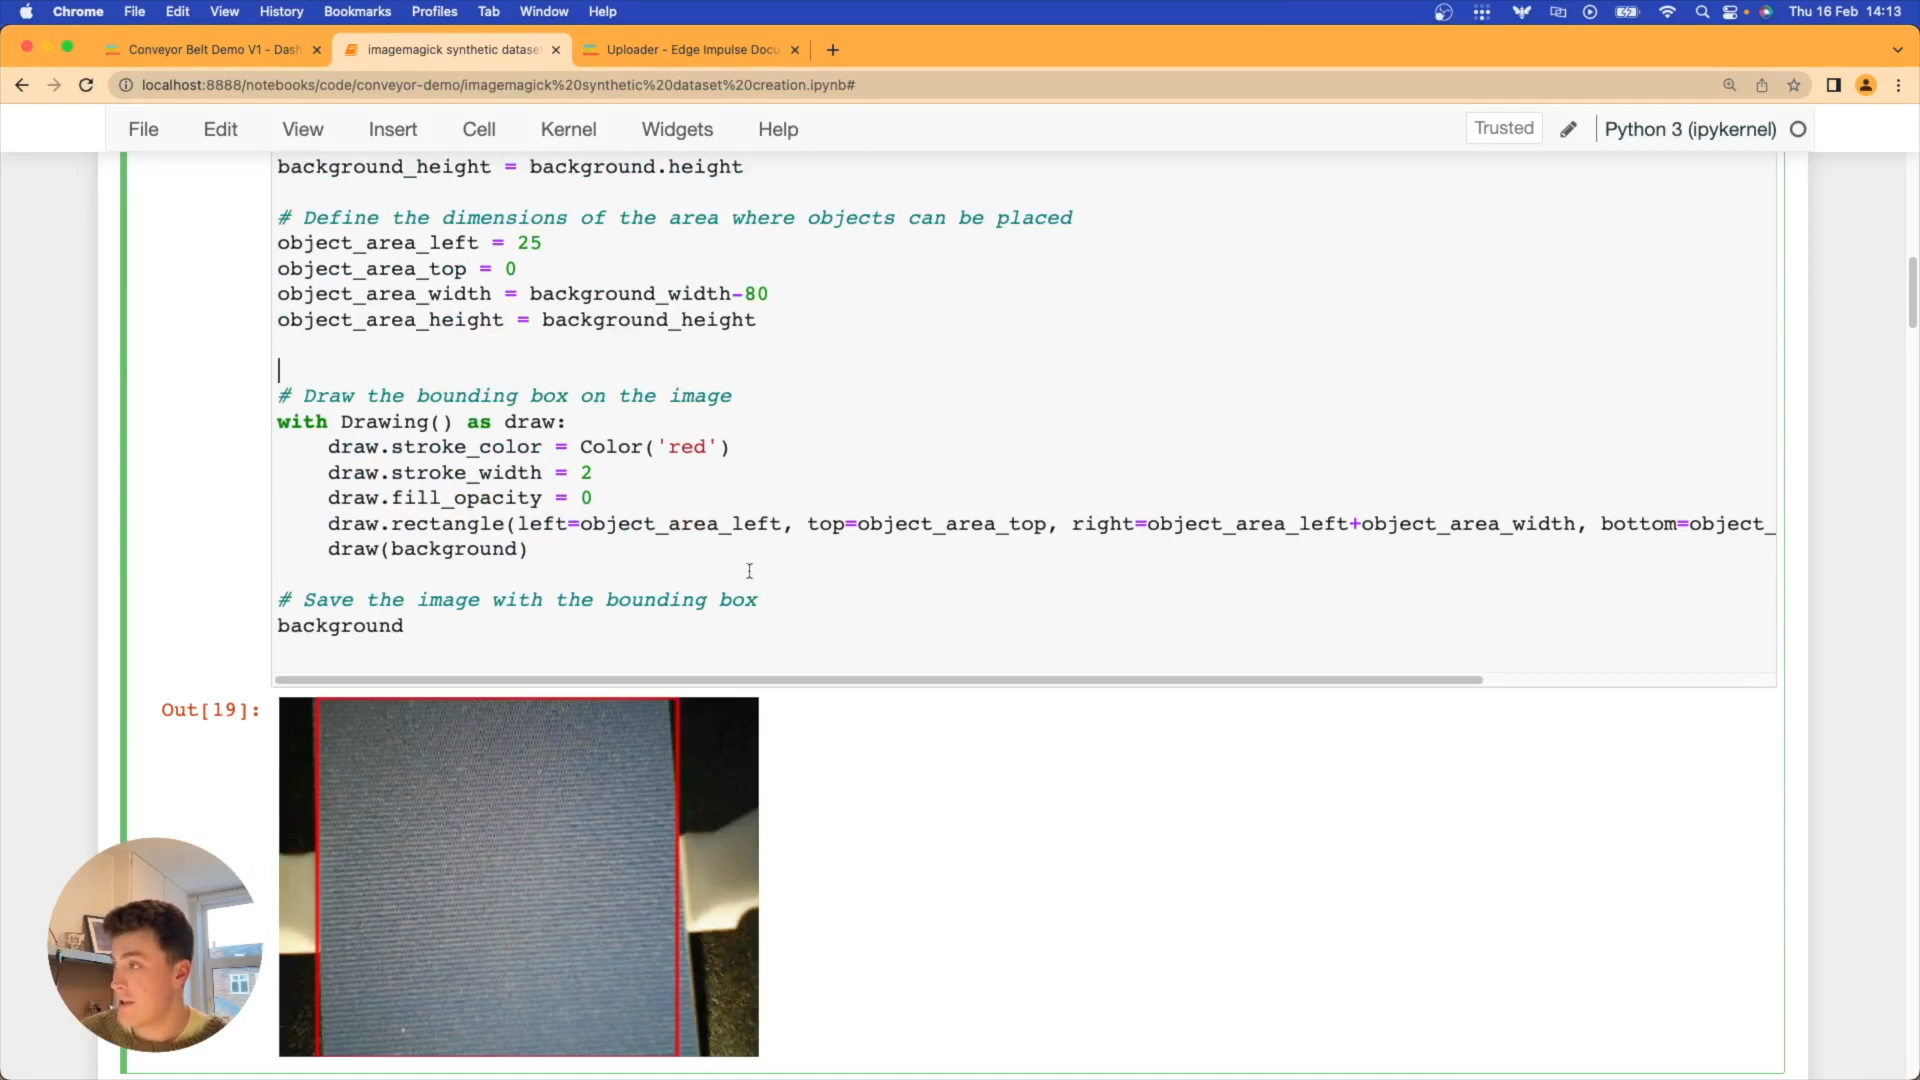 Chrome File Edit View History Bookmarks Profiles Tab Window Help Thu 16 Feb 14:13
Conveyor Belt Demo V1 - Dash imagemagick synthetic datase Uploader - Edge Impulse Docu
localhost:8888/notebooks/code/conveyor-demo/imagemagick%20synthetic%20dataset%20creation.ipynb#
File Edit View Insert Cell Kernel Widgets Help Trusted Python 3 (ipykernel)
background_height = background.height
# Define the dimensions of the area where objects can be placed
object_area_left = 25
object_area_top = 0
object_area_width = background_width-80
object_area_height = background_height
# Draw the bounding box on the image
with Drawing() as draw:
draw.stroke_color = Color('red')
draw.stroke_width = 2
draw.fill_opacity = 0
draw.rectangle(left=object_area_left, top=object_area_top, right=object_area_left+object_area_width, bottom=object_
draw(background)
# Save the image with the bounding box
background
Out[19]: